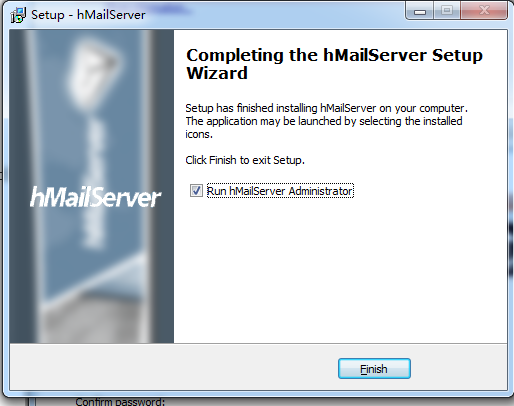 Setup - hMailServer
Completing the hMailServer Setup
Wizard
Setup has finished installing hMailServer on your computer.
The application may be launched by selecting the installed
icons.
Click Finish to exit Setup.
Run hMailServer Administrator
hMailServer
hMailServer
Finish
Confirm password: